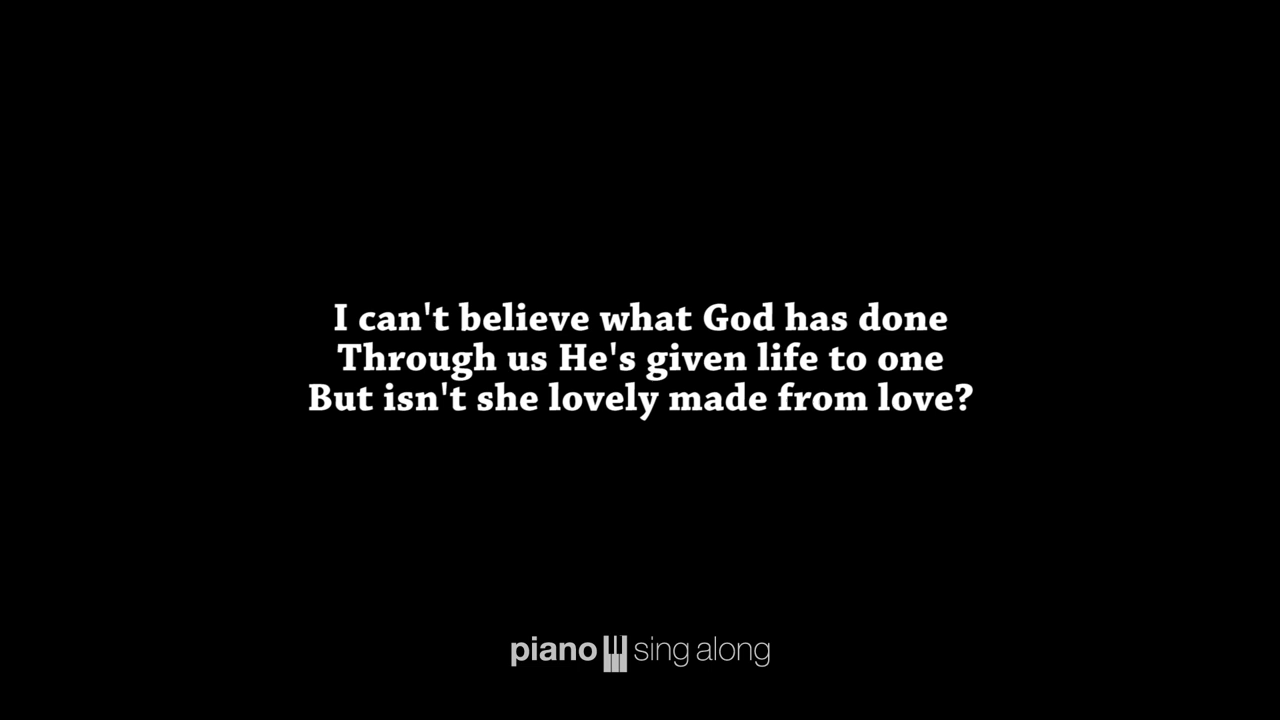 I can't believe what God has done
Through us He's given life to one
But isn't she lovely made from love?
piano sing along